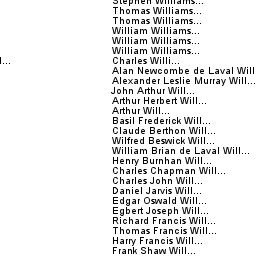 Stephen Williams...
Thomas Williams...
Thomas Williams...
William Williams...
William Williams...
William Williams...
...
Charles Willi...
Alan Newcombe de Laval Will
Alexander Leslie Murray Will...
John Arthur Will...
Arthur Herbert Will...
Arthur Will...
Basil Frederick Will...
Claude Berthon Will...
Wilfred Beswick Will...
William Brian de Laval Will...
Henry Burnhan Will...
Charles Chapman Will...
Charles John Will...
Daniel Jarvis Will...
Edgar Oswald Will...
Egbert Joseph Will...
Richard Francis Will...
Thomas Francis Will...
Harry Francis Will...
Frank Shaw Will...